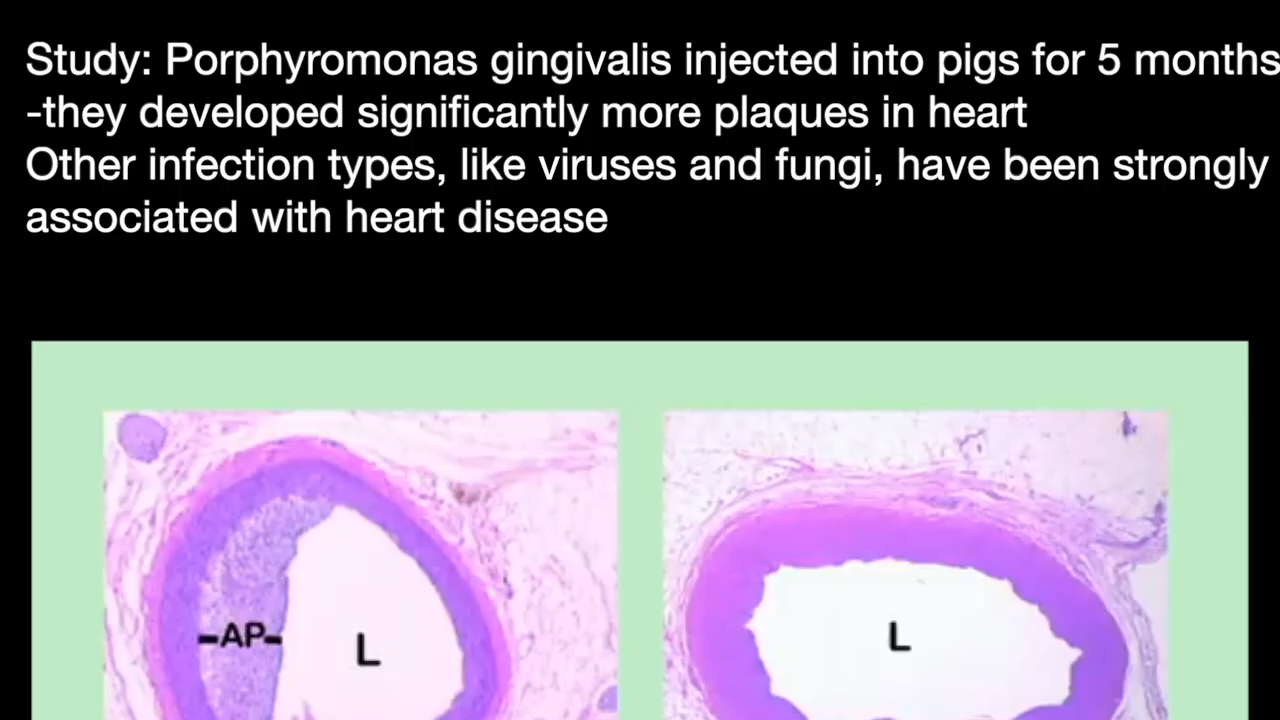 Study: Porphyromonas gingivalis injected into pigs for 5 months
-they developed significantly more plaques in heart
Other infection types, like viruses and fungi, have been strongly
associated with heart disease
-AP-
L
L